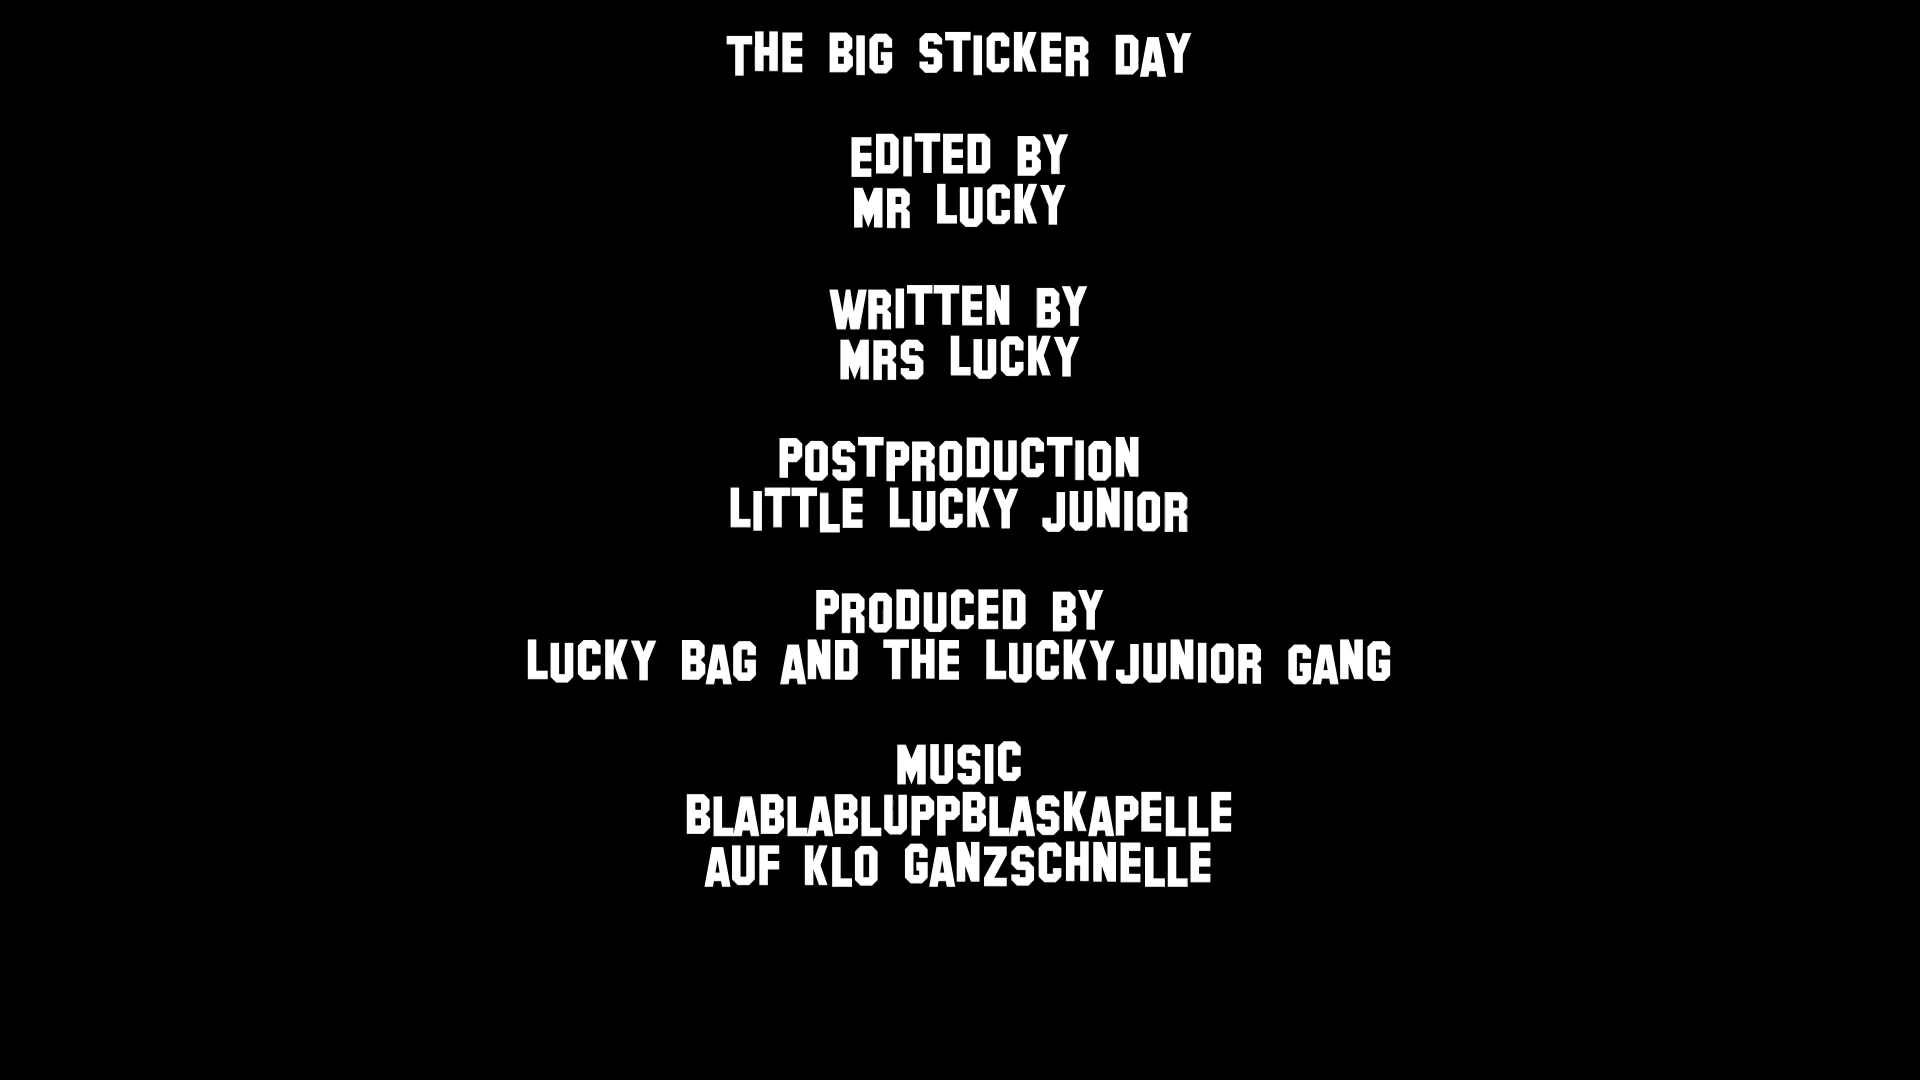 THE BIG STICKER DAY
EDITED BY
MR LUCKY
WRITTEN BY
MRS LUCKY
POSTPRODUCTION
LITTLE LUCKY JUNIOR
PRODUCED BY
LUCKY BAG AND THE LUCKYJUNIOR GANG
MUSIC
BLABLABLUPPBLASKAPELLE
AUF KLO GANZSCHNELLE